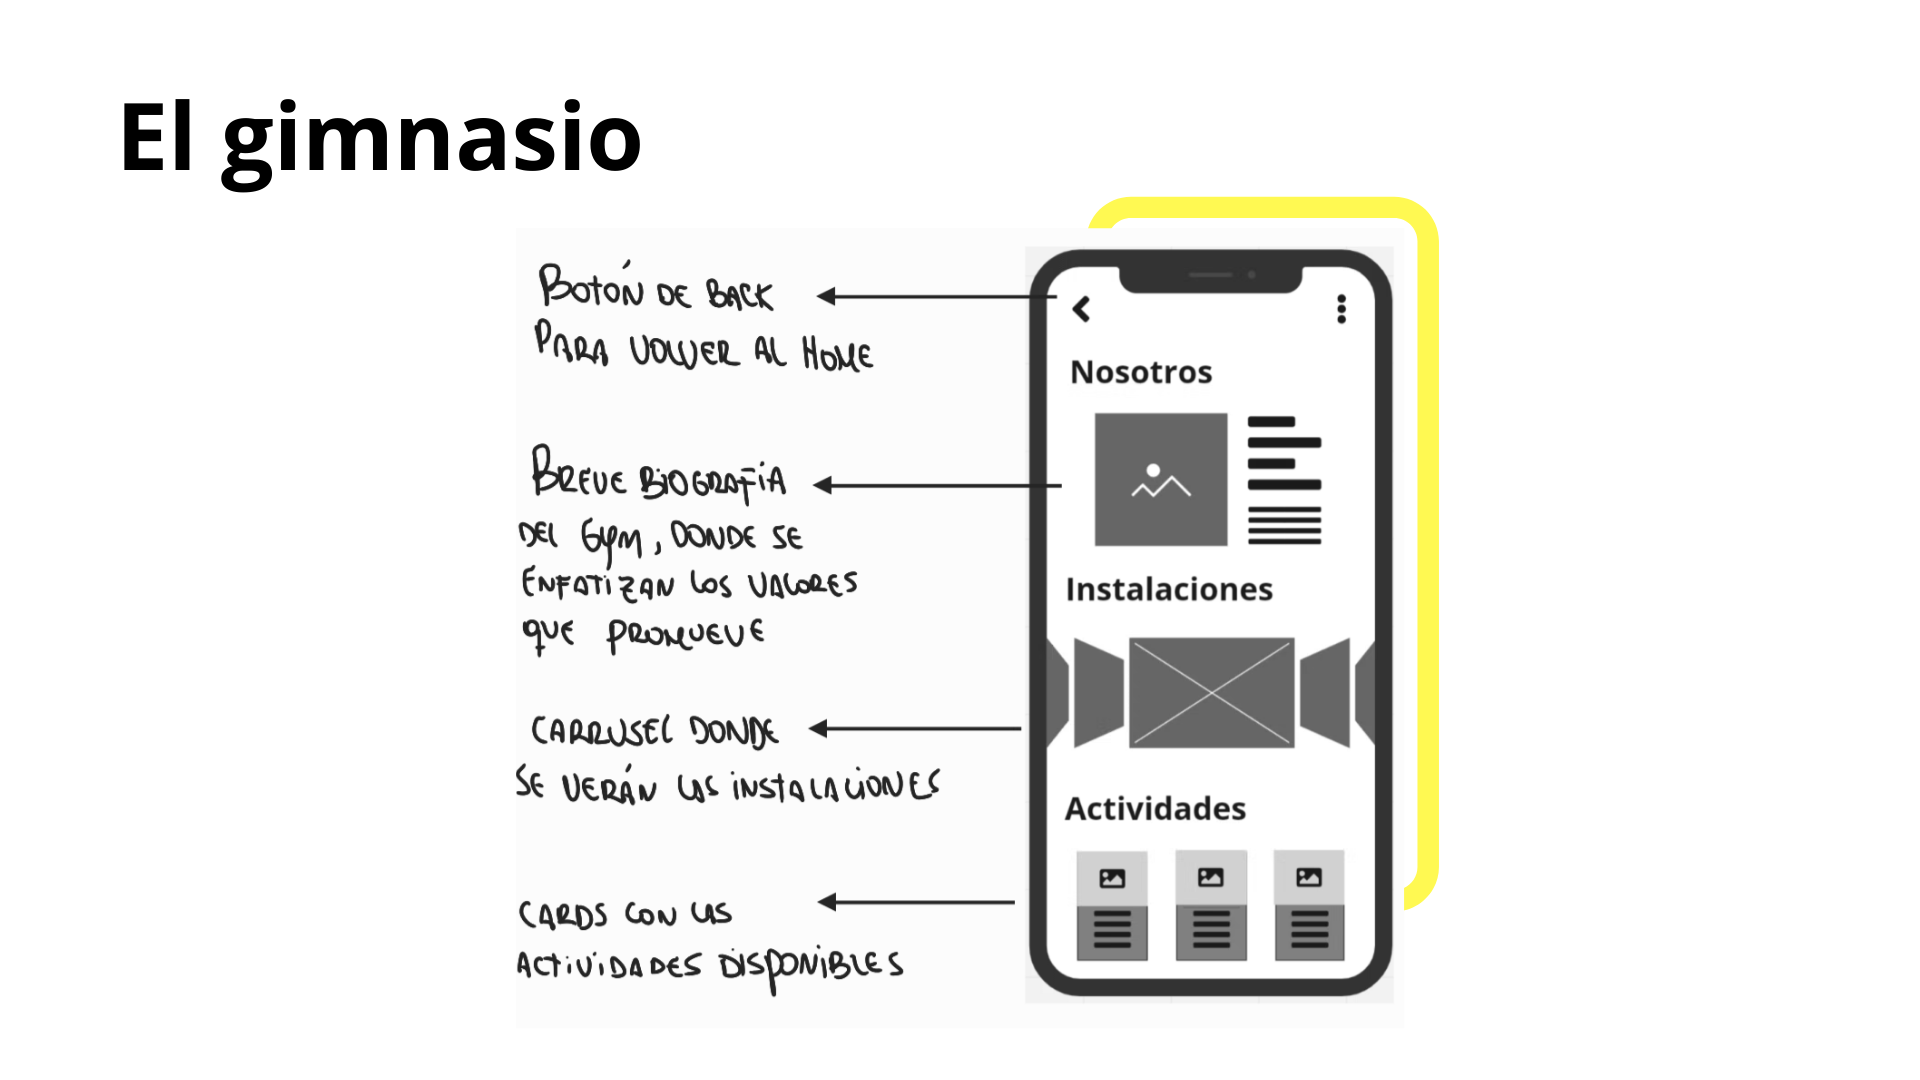 El gimnasio
BOTÓN DE BACK
PARA VOLVER AL HOME
BREVE BIOGRAFÍA
DEL GYM, DONDE SE
ENFATIZAN LOS VALORES
QUE PROMUEVE
CARRUSEL DONDE
SE VERÁN LAS INSTALACIONES
CARDS CON LAS
ACTIVIDADES DISPONIBLES
Nosotros
Instalaciones
Actividades